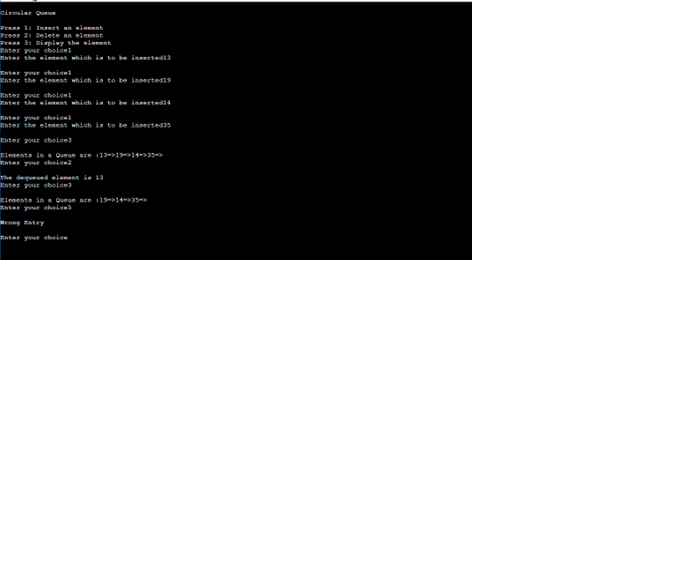 Circular Queue
Press 1: Insert an element
Press 2: Delete an element
Press 3: Display the element
Enter your choice1
Enter the element which is to be inserted13
Enter your choice1
Enter the element which is to be inserted19
Enter your choice1
Enter the element which is to be inserted14
Enter your choice1
Enter the element which is to be inserted35
Enter your choice3
Elements in a Queue are :13=>19=>14=>35=>
Enter your choice2
The dequeued element is 13
Enter your choice3
Elements in a Queue are :19=>14=>35=>
Enter your choice5
Wrong Entry
Enter your choice